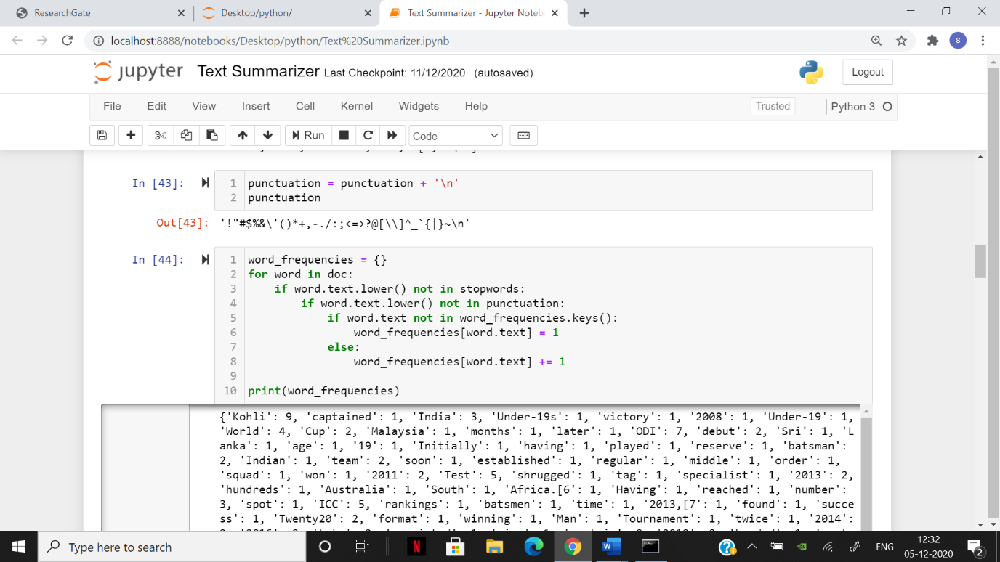 ResearchGate
Desktop/python/
Text Summarizer - Jupyter Noteb
localhost:8888/notebooks/Desktop/python/Text%20Summarizer.ipynb
S
jupyter Text Summarizer Last Checkpoint: 11/12/2020 (autosaved)
Logout
File Edit View Insert Cell Kernel Widgets Help
Trusted
Python 3
Run
Code
In [43]:
1 punctuation = punctuation + '\n'
2 punctuation
Out[43]: '!"#$%&\'()*+,-./:;<=>?@[\\]^_`{|}~\n'
In [44]:
1 word_frequencies = {}
2 for word in doc:
3     if word.text.lower() not in stopwords:
4         if word.text.lower() not in punctuation:
5             if word.text not in word_frequencies.keys():
6                 word_frequencies[word.text] = 1
7             else:
8                 word_frequencies[word.text] += 1
9
10 print(word_frequencies)
{'Kohli': 9, 'captained': 1, 'India': 3, 'Under-19s': 1, 'victory': 1, '2008': 1, 'Under-19': 1,
'World': 4, 'Cup': 2, 'Malaysia': 1, 'months': 1, 'later': 1, 'ODI': 7, 'debut': 2, 'Sri': 1, 'L
anka': 1, 'age': 1, '19': 1, 'Initially': 1, 'having': 1, 'played': 1, 'reserve': 1, 'batsman':
2, 'Indian': 1, 'team': 2, 'soon': 1, 'established': 1, 'regular': 1, 'middle': 1, 'order': 1,
'squad': 1, 'won': 1, '2011': 2, 'Test': 5, 'shrugged': 1, 'tag': 1, 'specialist': 1, '2013': 2,
'hundreds': 1, 'Australia': 1, 'South': 1, 'Africa.[6': 1, 'Having': 1, 'reached': 1, 'number':
3, 'spot': 1, 'ICC': 5, 'rankings': 1, 'batsmen': 1, 'time': 1, '2013,[7': 1, 'found': 1, 'succe
ss': 1, 'Twenty20': 2, 'format': 1, 'winning': 1, 'Man': 1, 'Tournament': 1, 'twice': 1, '2014':
Type here to search
ENG
12:32
05-12-2020
2